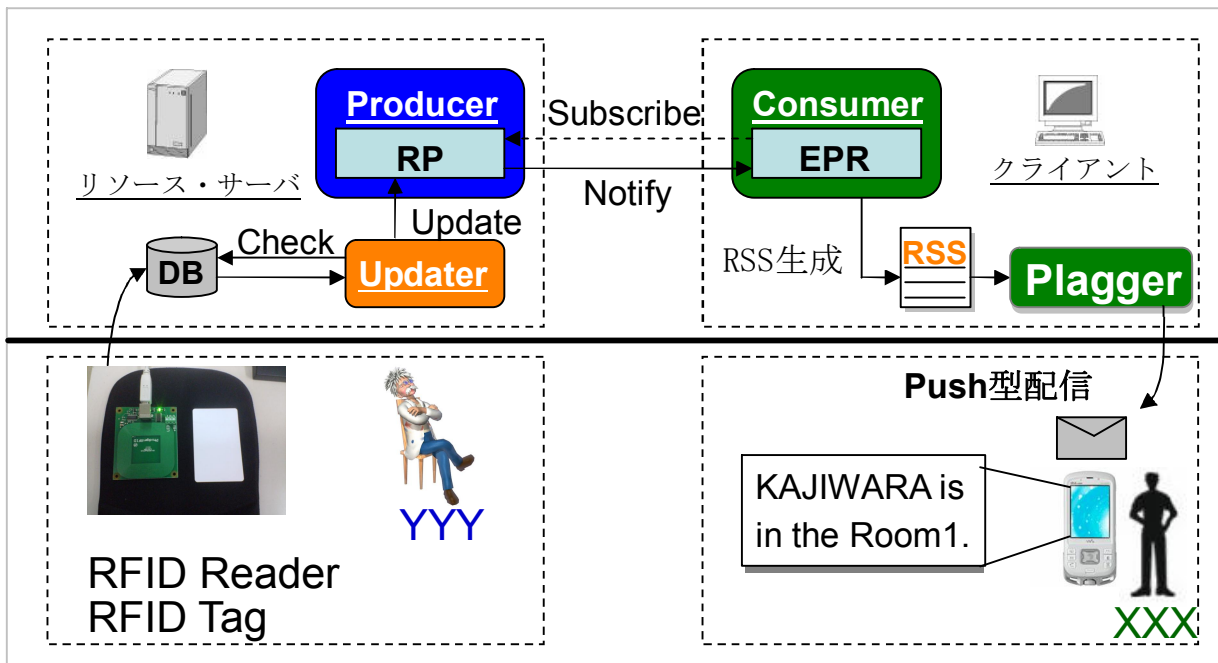 Producer
RP
Subscribe
Notify
Consumer
EPR
リソース・サーバ
クライアント
Update
Check
DB
Updater
RSS生成
RSS
Plagger
Push型配信
KAJIWARA is
in the Room1.
YYY
RFID Reader
RFID Tag
XXX